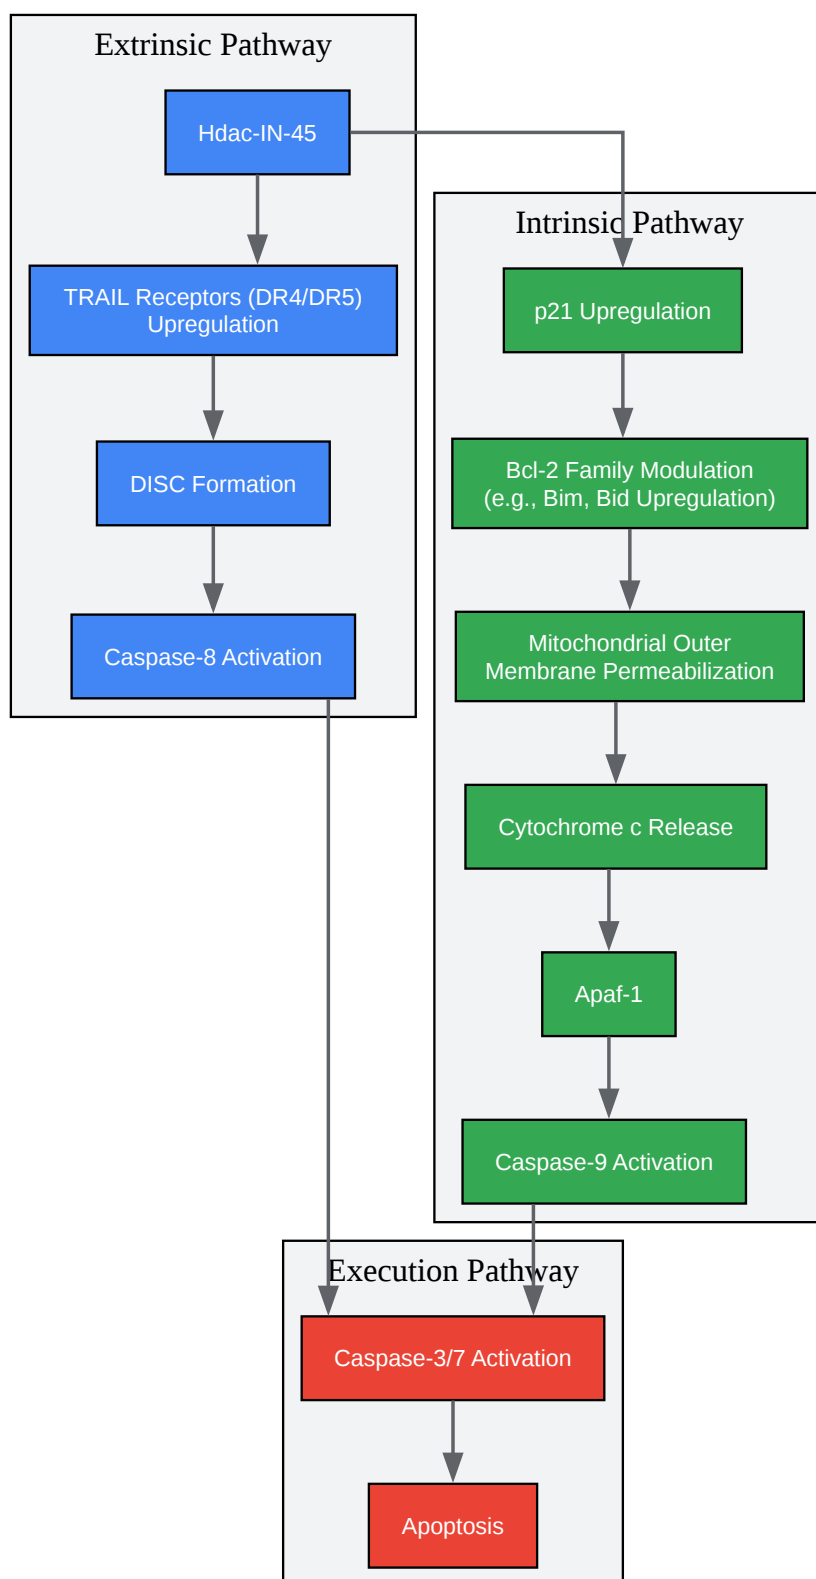 Extrinsic Pathway
Hdac-IN-45
TRAIL Receptors (DR4/DR5)
Upregulation
DISC Formation
Caspase-8 Activation
Intrinsic Pathway
p21 Upregulation
Bcl-2 Family Modulation
(e.g., Bim, Bid Upregulation)
Mitochondrial Outer
Membrane Permeabilization
Cytochrome c Release
Apaf-1
Caspase-9 Activation
Execution Pathway
Caspase-3/7 Activation
Apoptosis